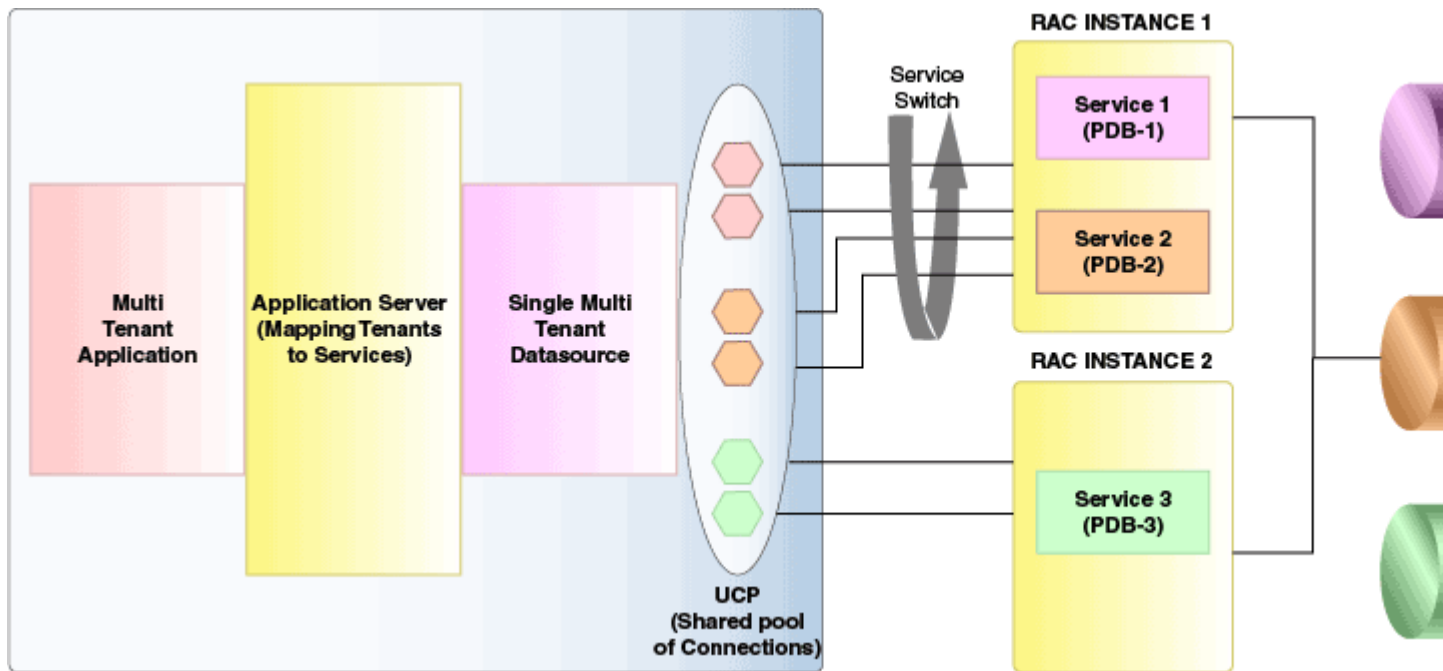 RAC INSTANCE 1
Service
Switch
Service 1
(PDB-1)
Service 2
(PDB-2)
Multi
Tenant
Application
Application Server
(Mapping Tenants
to Services)
Single Multi
Tenant
Datasource
RAC INSTANCE 2
Service 3
(PDB-3)
UCP
(Shared pool
of Connections)